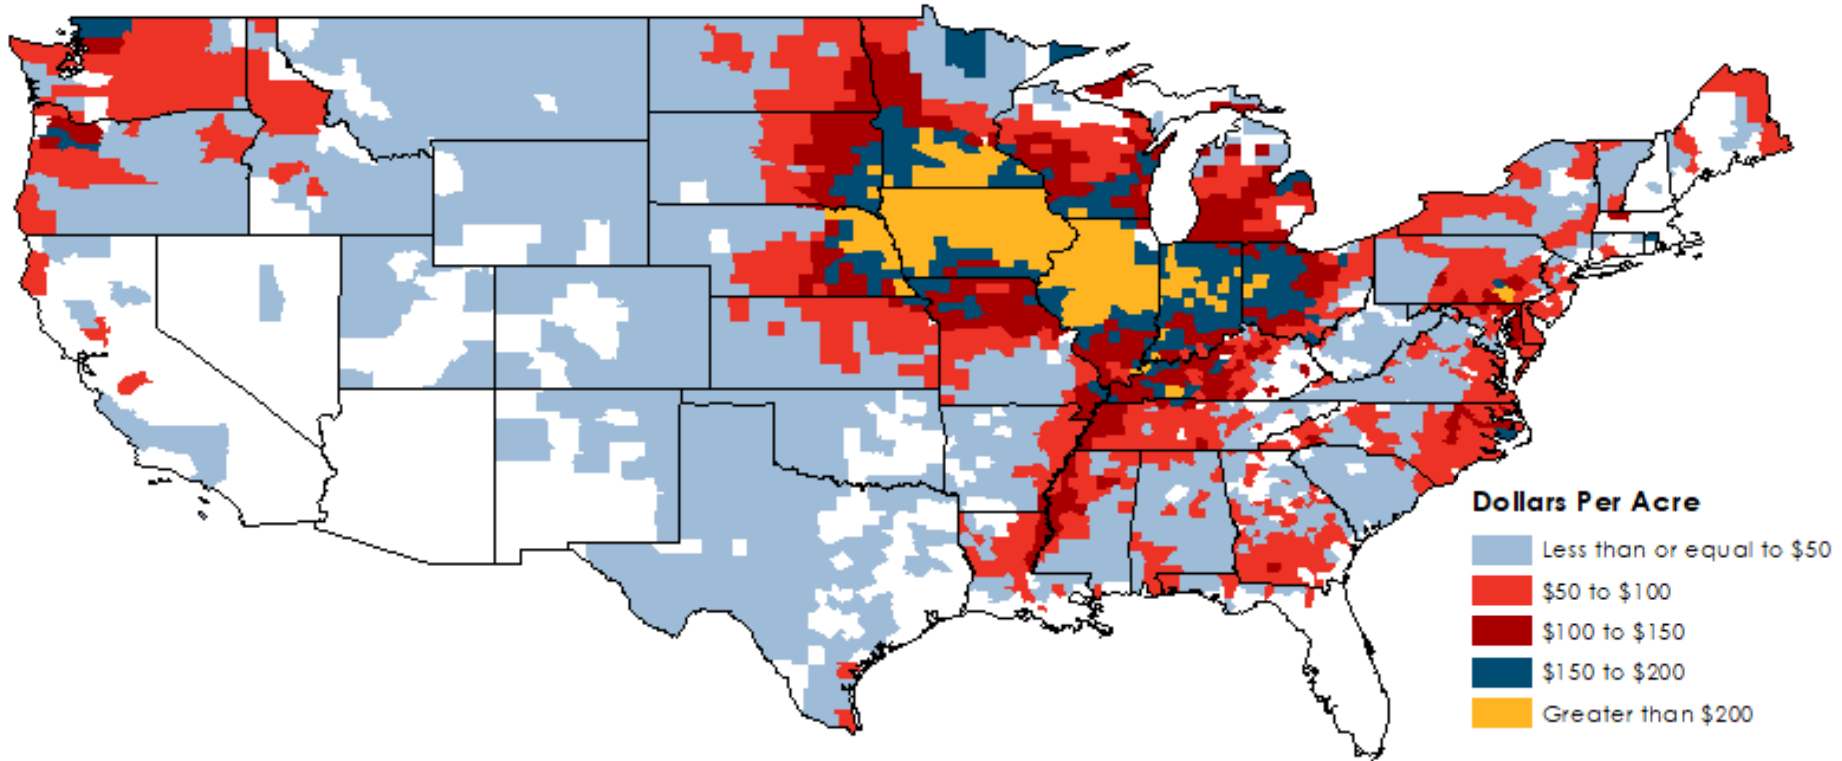 Dollars Per Acre
Less than or equal to $50
$50 to $100
$100 to $150
$150 to $200
Greater than $200